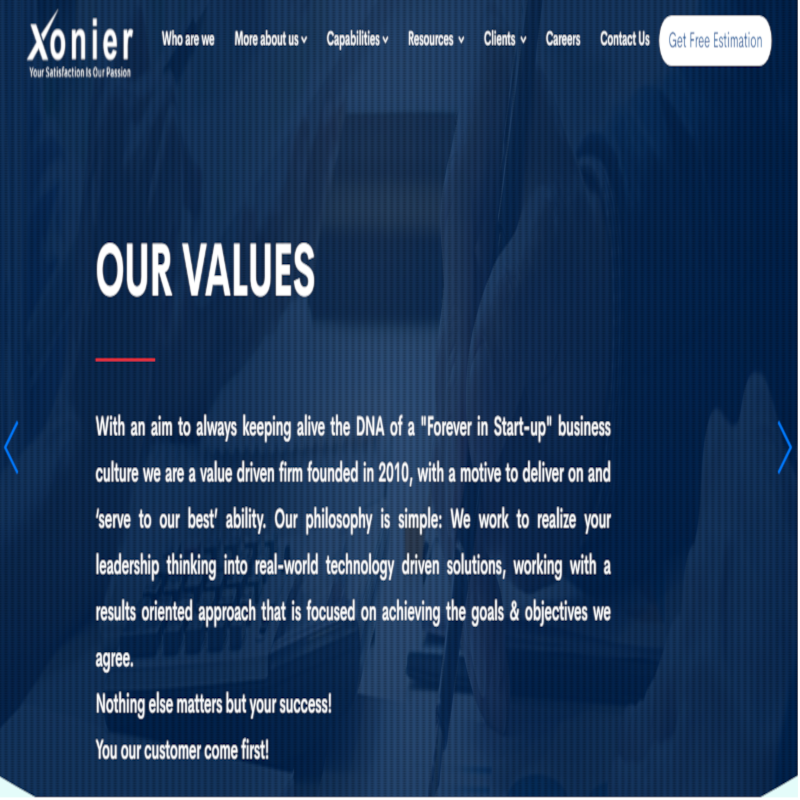 Xonier
Your Satisfaction Is Our Passion
Who are we
More about us
Capabilities
Resources
Clients
Careers
Contact Us
Get Free Estimation
OUR VALUES
With an aim to always keeping alive the DNA of a "Forever in Start-up" business
culture we are a value driven firm founded in 2010, with a motive to deliver on and
‘serve to our best’ ability. Our philosophy is simple: We work to realize your
leadership thinking into real-world technology driven solutions, working with a
results oriented approach that is focused on achieving the goals & objectives we
agree.
Nothing else matters but your success!
You our customer come first!